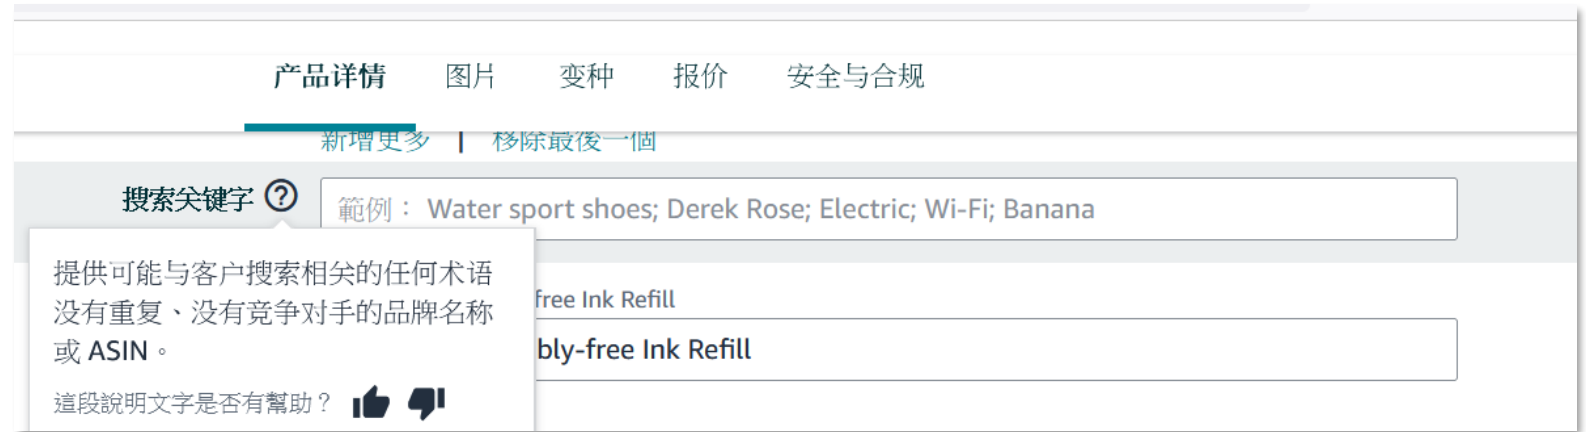 产品详情 图片 变种 报价 安全与合规
新增更多 | 移除最後一個
搜索关键字 ? 範例： Water sport shoes; Derek Rose; Electric; Wi-Fi; Banana
提供可能与客户搜索相关的任何术语
没有重复、没有竞争对手的品牌名称
或 ASIN。
這段說明文字是否有幫助？
free Ink Refill
bly-free Ink Refill